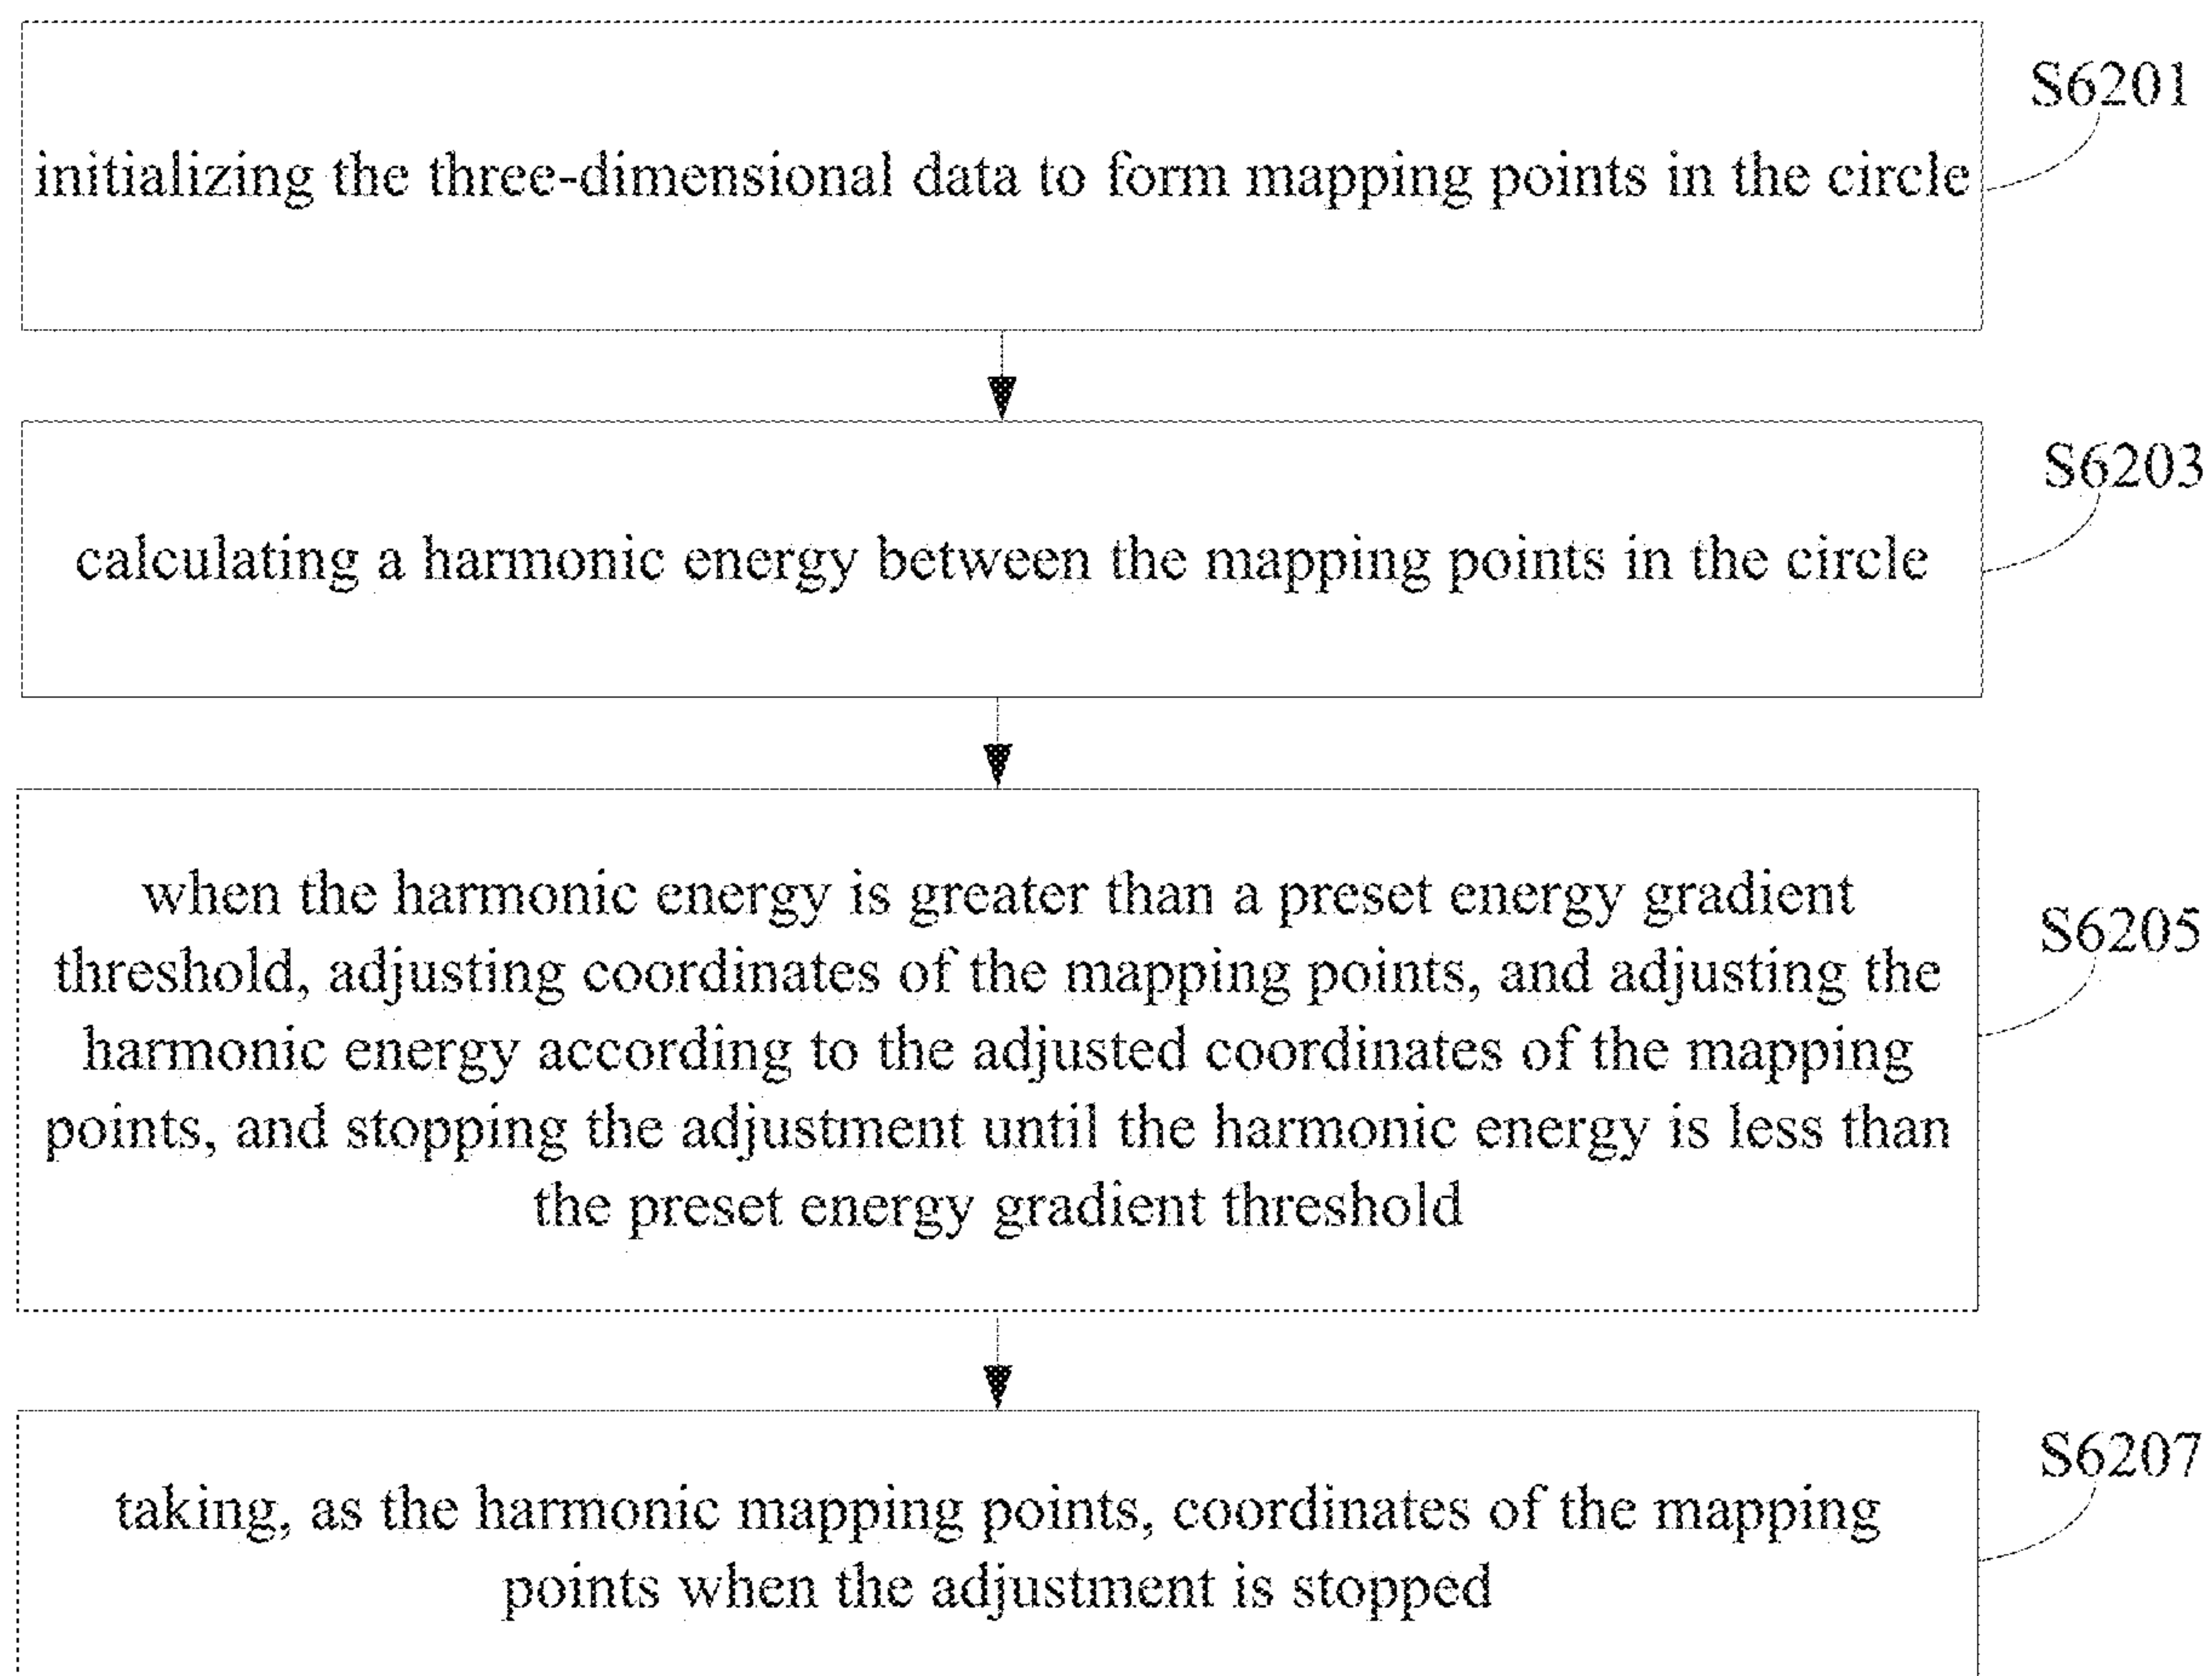 S6201
initializing the three-dimensional data to form mapping points in the circle
S6203
calculating a harmonic energy between the mapping points in the circle
when the harmonic energy is greater than a preset energy gradient
S6205
threshold, adjusting coordinates of the mapping points, and adjusting the
harmonic energy according to the adjusted coordinates of the mapping
points, and stopping the adjustment until the harmonic energy is less than
the preset energy gradient threshold
S6207
taking, as the harmonic mapping points, coordinates of the mapping
points when the adjustment is stopped